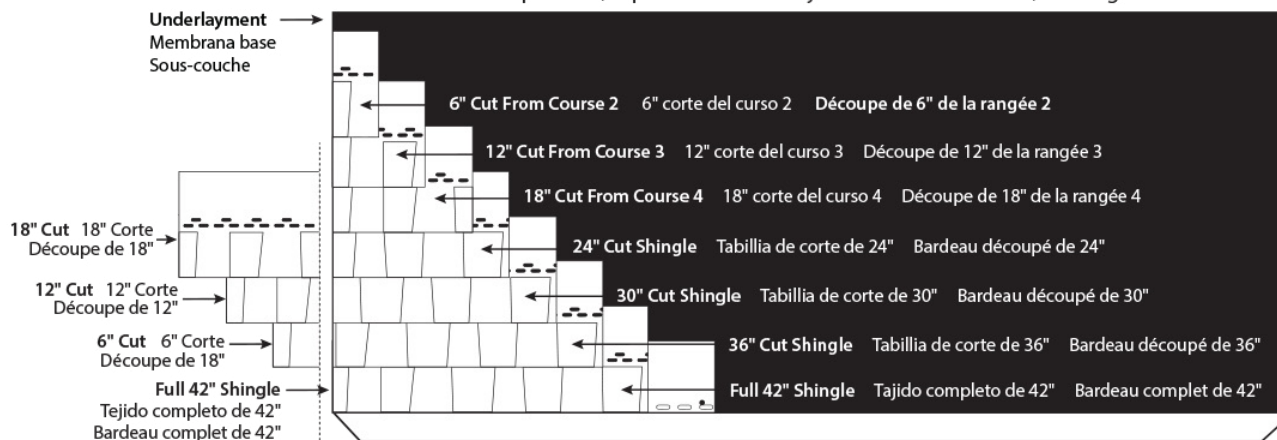 Underlayment
Membrana base
Sous-couche
6" Cut From Course 2 6" corte del curso 2 Découpe de 6" de la rangée 2
12" Cut From Course 3 12" corte del curso 3 Découpe de 12" de la rangée 3
18" Cut From Course 4 18" corte del curso 4 Découpe de 18" de la rangée 4
18" Cut 18" Corte
Découpe de 18"
24" Cut Shingle Tabillia de corte de 24" Bardeau découpé de 24"
12" Cut 12" Corte
Découpe de 12"
30" Cut Shingle Tabillia de corte de 30" Bardeau découpé de 30"
6" Cut 6" Corte
Découpe de 18"
36" Cut Shingle Tabillia de corte de 36" Bardeau découpé de 36"
Full 42" Shingle
Tejido completo de 42"
Bardeau complet de 42"
Full 42" Shingle Tajido completo de 42" Bardeau complet de 42"